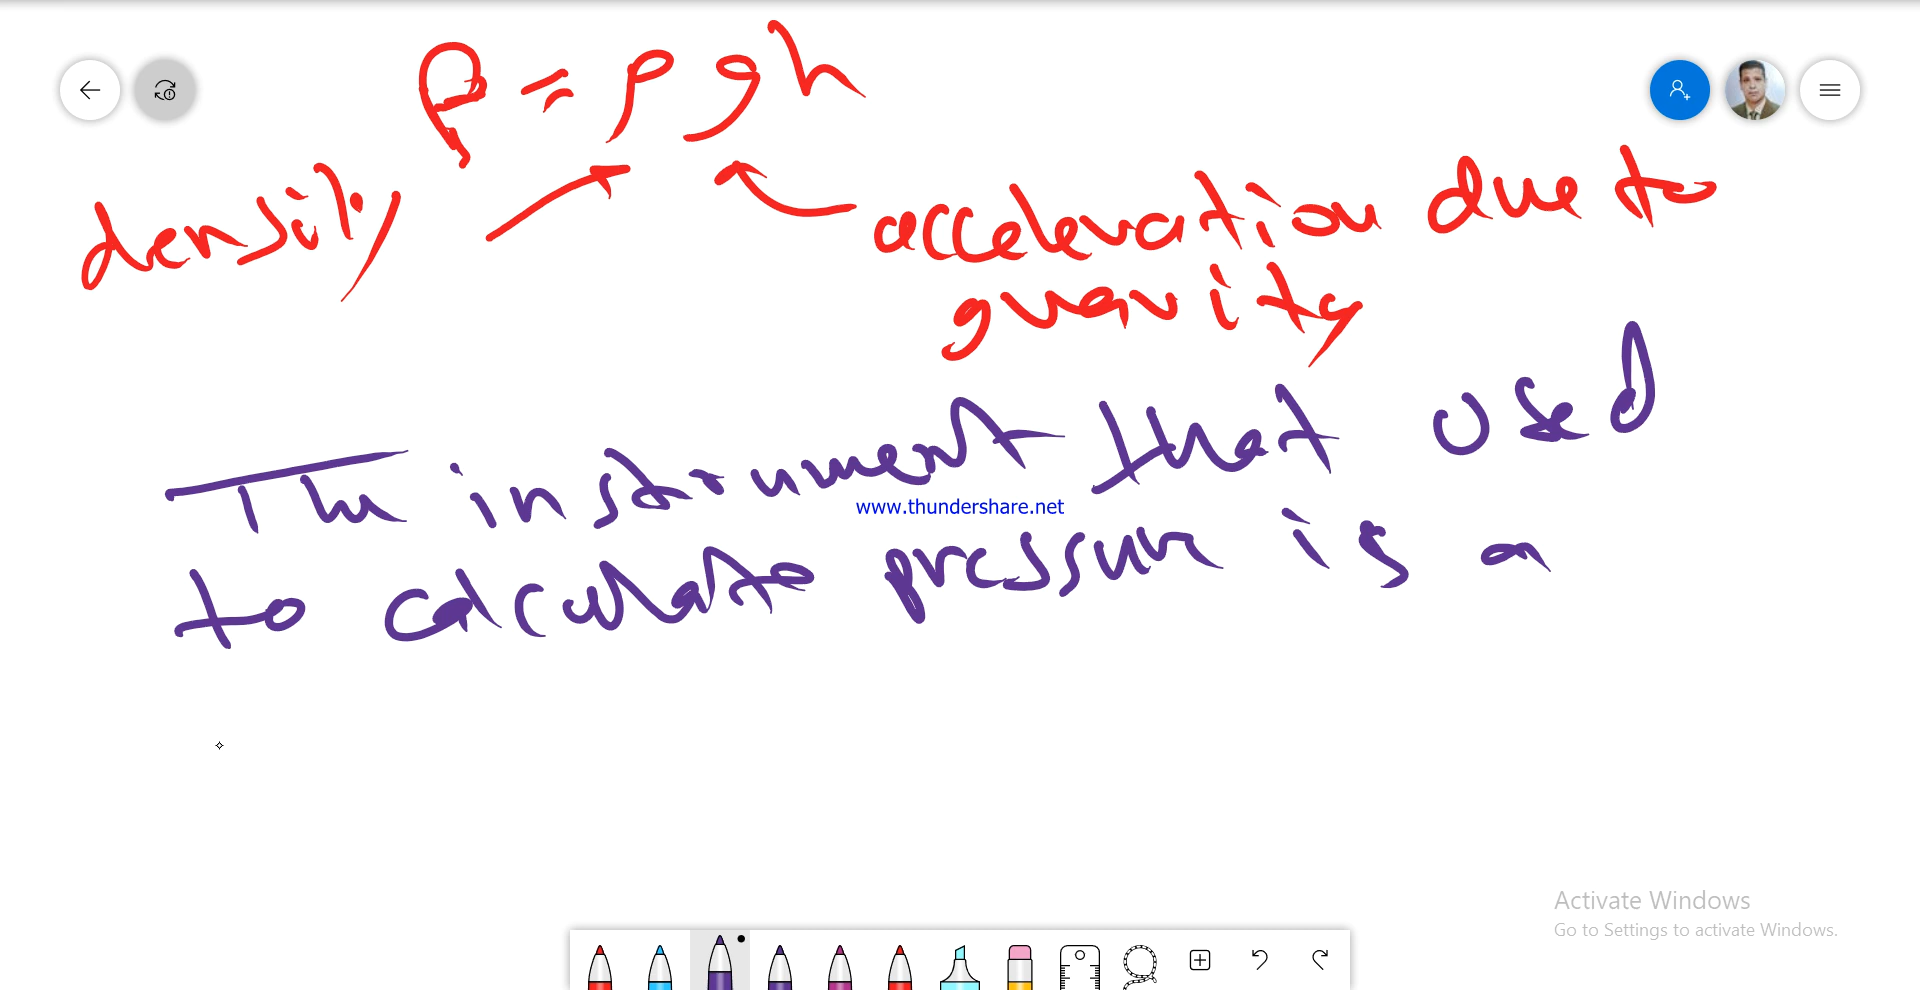 P = ρgh
density
acceleration due to
gravity
The instrument that used
www.thundershare.net
to calculate pressure is a
Activate Windows
Go to Settings to activate Windows.